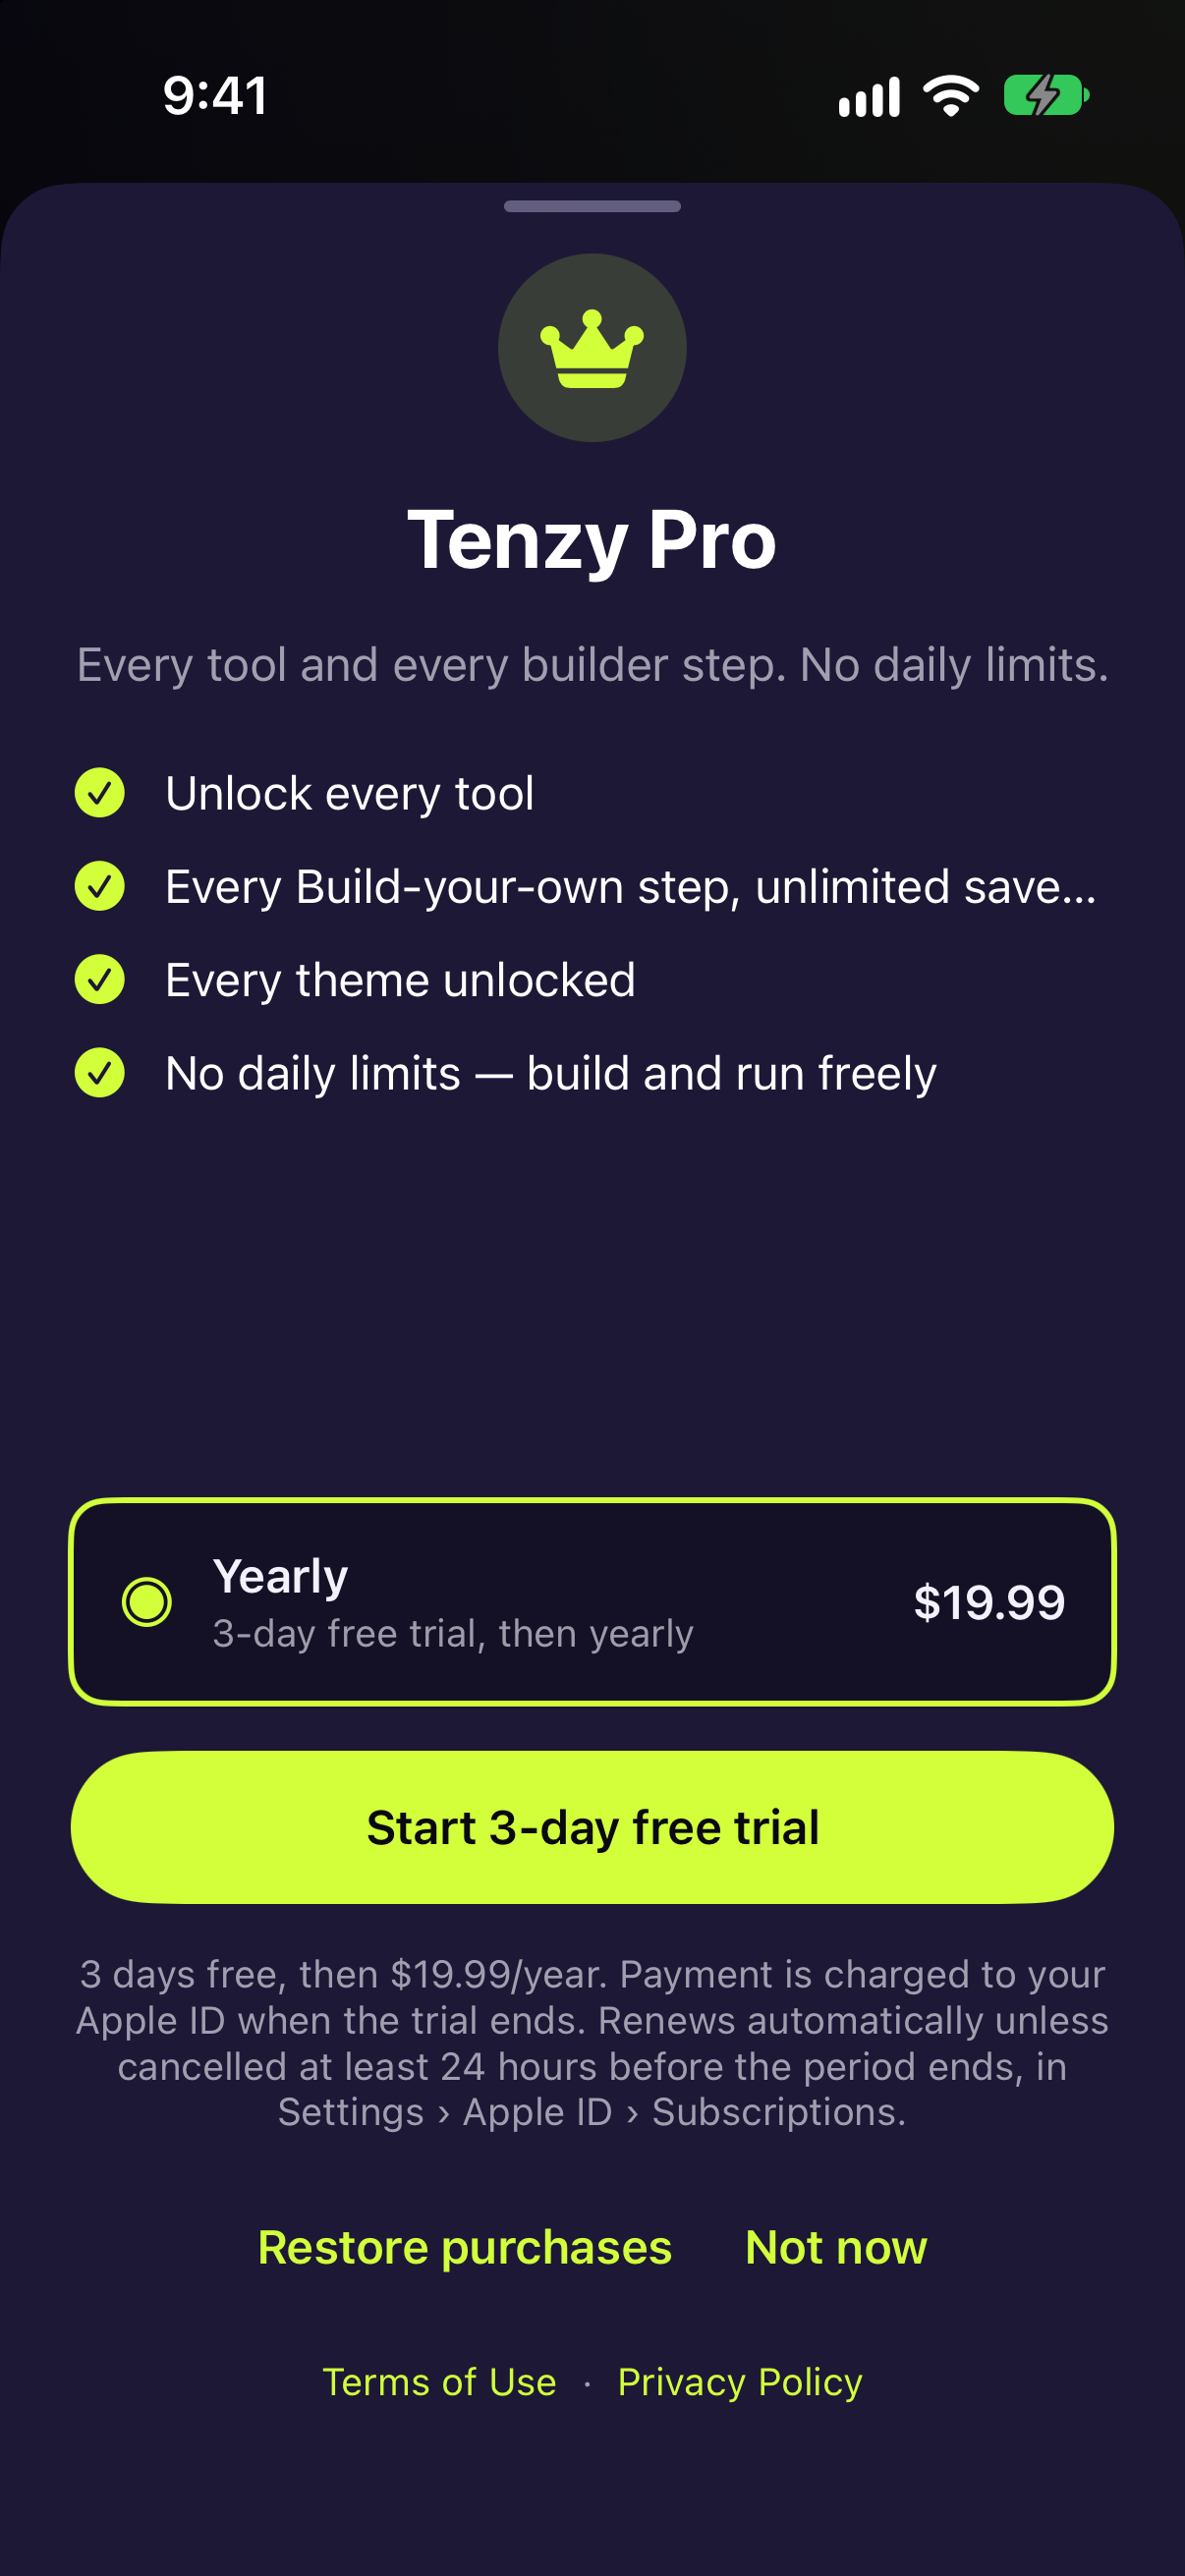 9:41
Tenzy Pro
Every tool and every builder step. No daily limits.
Unlock every tool
Every Build-your-own step, unlimited save...
Every theme unlocked
No daily limits — build and run freely
Yearly
3-day free trial, then yearly
$19.99
Start 3-day free trial
3 days free, then $19.99/year. Payment is charged to your
Apple ID when the trial ends. Renews automatically unless
cancelled at least 24 hours before the period ends, in
Settings › Apple ID › Subscriptions.
Restore purchases Not now
Terms of Use · Privacy Policy